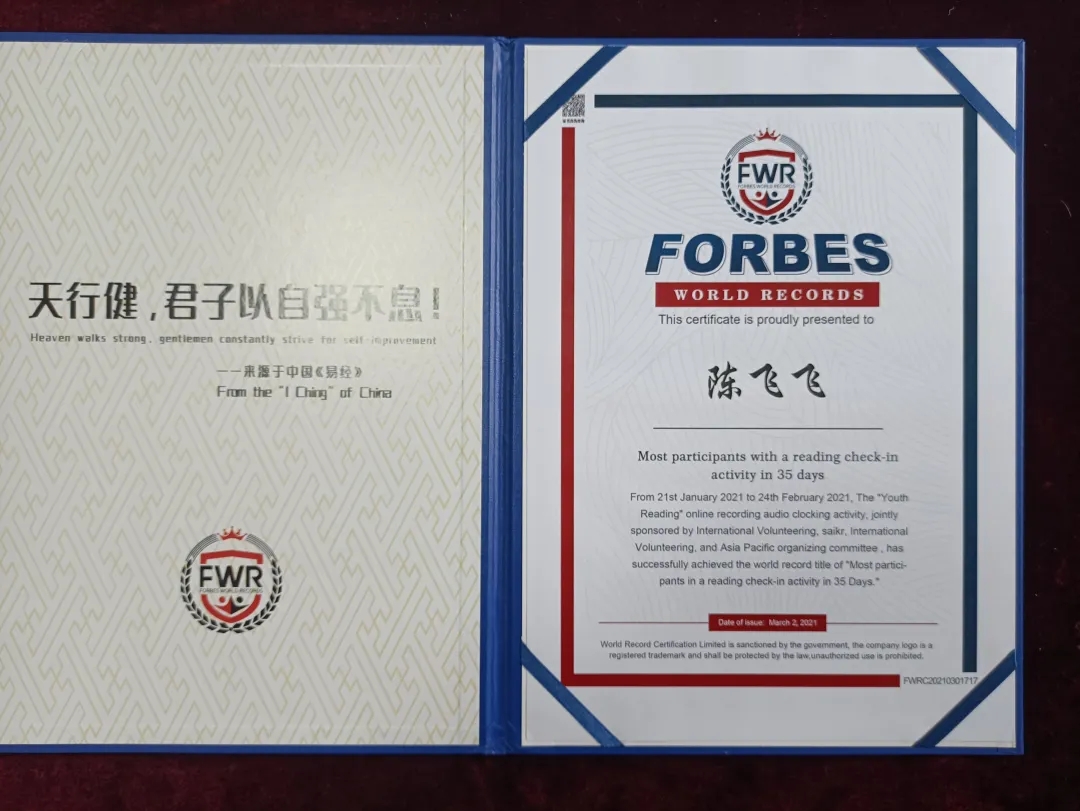 天行健,君子以自强不息!
Heaven walks strong, gentlemen constantly strive for self-improvement
——来源于中国《易经》
From the "I Ching" of China
FWR
FORBES WORLD RECORDS
FWR
FORBES WORLD RECORDS
FORBES
WORLD RECORDS
This certificate is proudly presented to
陈飞飞
Most participants with a reading check-in
activity in 35 days
From 21st January 2021 to 24th February 2021, The "Youth
Reading" online recording audio clocking activity, jointly
sponsored by International Volunteering, saikr, International
Volunteering, and Asia Pacific organizing committee , has
successfully achieved the world record title of "Most partici-
pants in a reading check-in activity in 35 Days."
Date of issue: March 2, 2021
World Record Certification Limited is sanctioned by the government, the company logo is a
registered trademark and shall be protected by the law,unauthorized use is prohibited.
FWRC20210301717